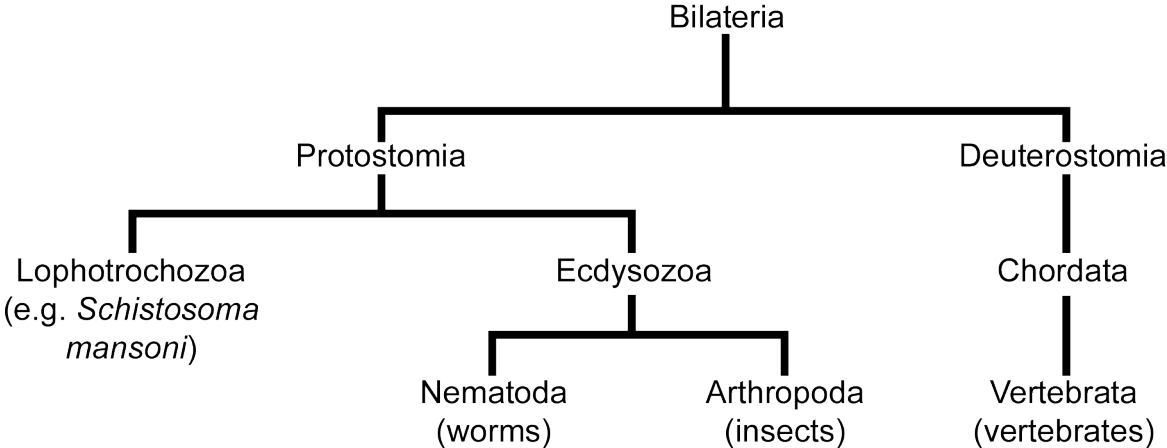 Bilateria
Protostomia
Deuterostomia
Lophotrochozoa
(e.g. Schistosoma
mansoni)
Ecdysozoa
Chordata
Nematoda
(worms)
Arthropoda
(insects)
Vertebrata
(vertebrates)